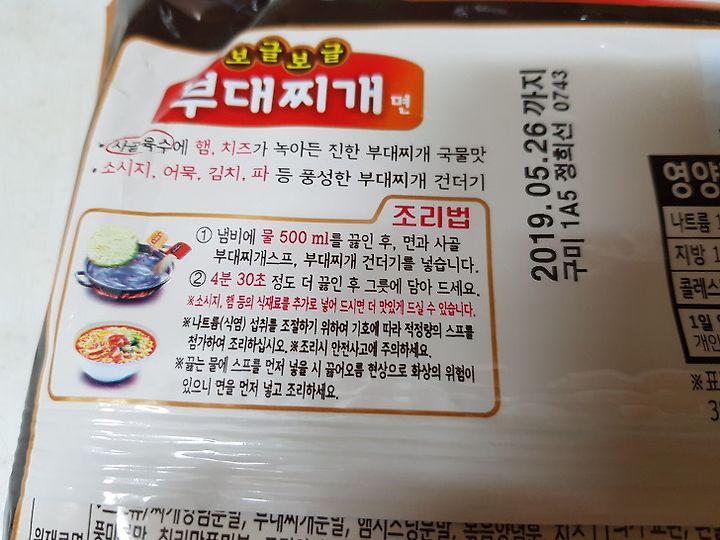 보글보글
부대찌개면
• 사골육수에 햄, 치즈가 녹아든 진한 부대찌개 국물맛
• 소시지, 어묵, 김치, 파 등 풍성한 부대찌개 건더기
조리법
① 냄비에 물 500 ml를 끓인 후, 면과 사골
부대찌개스프, 부대찌개 건더기를 넣습니다.
② 4분 30초 정도 더 끓인 후 그릇에 담아 드세요.
※소시지, 햄 등의 식재료를 추가로 넣어 드시면 더 맛있게 드실 수 있습니다.
※나트륨(식염) 섭취를 조절하기 위하여 기호에 따라 적정량의 스프를
첨가하여 조리하십시오. ※조리시 안전사고에 주의하세요.
※끓는 물에 스프를 먼저 넣을 시 끓어오름 현상으로 화상의 위험이
있으니 면을 먼저 넣고 조리하세요.
2019.05.26 까지
구미 1A5 정희선 0743
영양
나트륨 1
지방 1
콜레스
1일 영
개인
※표